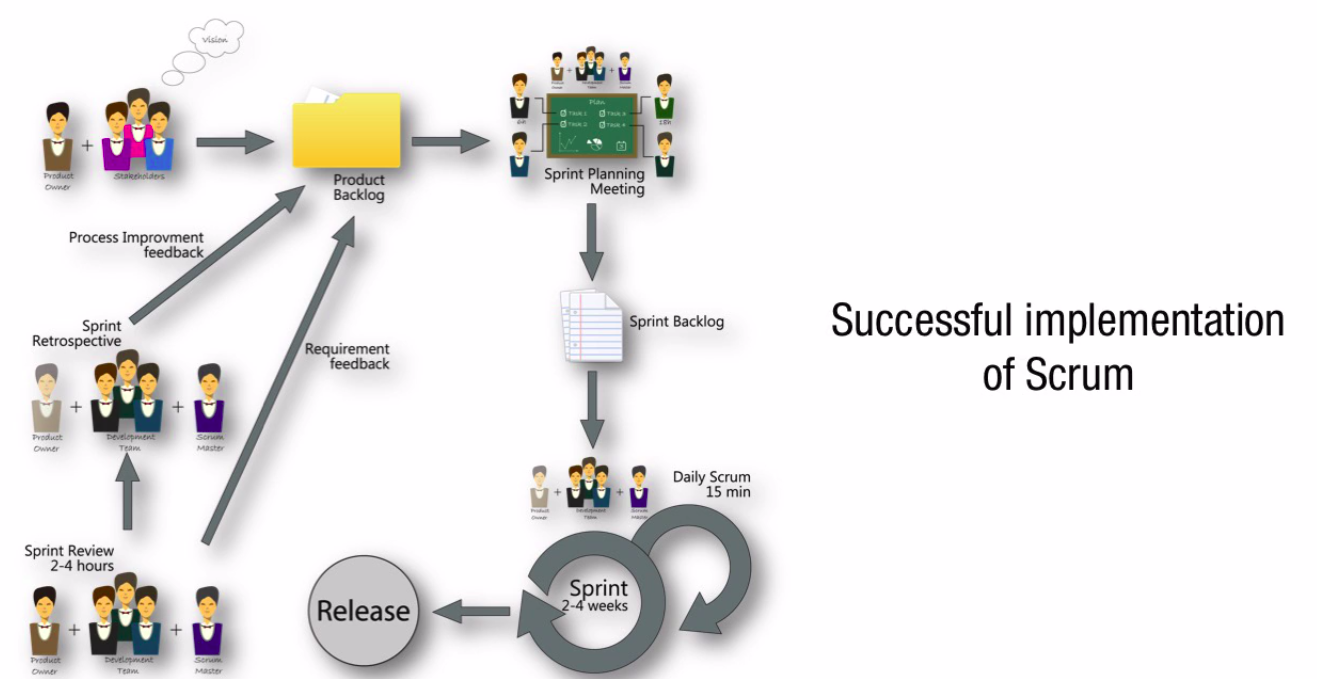 Vision
Product
Owner
+
Stakeholders
Product
Backlog
+
+
Product
Owner
Development
Team
Scrum
Master
Plan
Task 1
Task 2
Task 3
Task 4
15h
Sprint Planning
Meeting
Process Improvment
feedback
Sprint
Retrospective
Product
Owner
+
Development
Team
+
Scrum
Master
Requirement
feedback
Sprint Backlog
Successful implementation
of Scrum
Product
Owner
+
Development
Team
+
Scrum
Master
Daily Scrum
15 min
Sprint
2-4 weeks
Release
Sprint Review
2-4 hours
Product
Owner
+
Development
Team
+
Scrum
Master